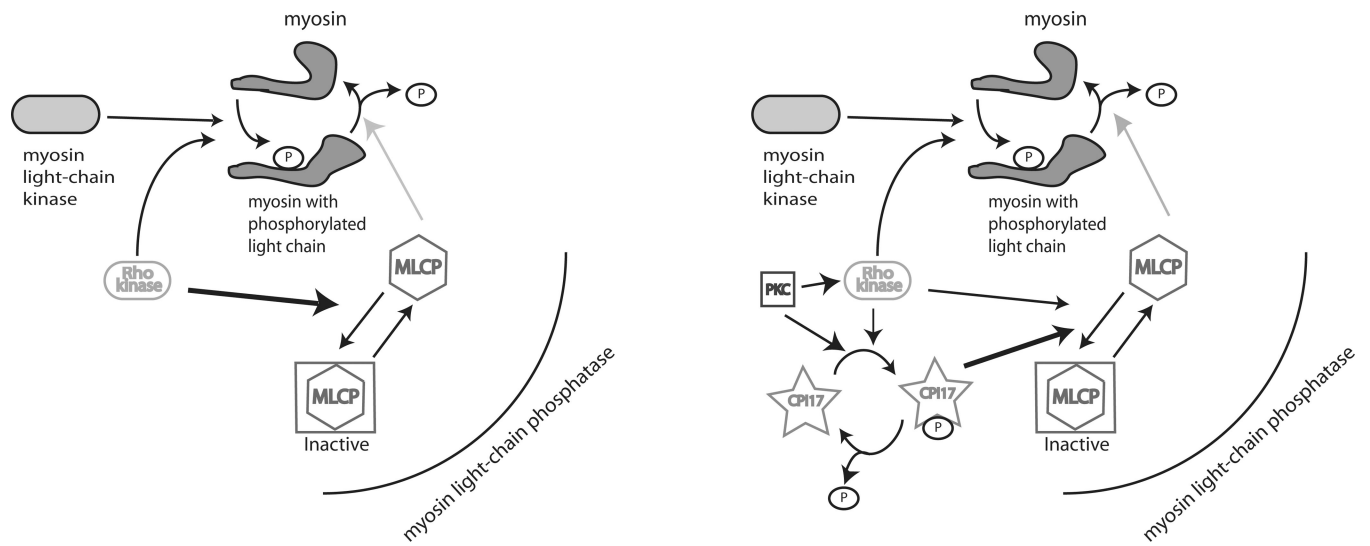 myosin
P
myosin
light-chain
kinase
P
myosin with
phosphorylated
light chain
Rho
kinase
MLCP
MLCP
Inactive
myosin light-chain phosphatase
myosin
P
myosin
light-chain
kinase
P
myosin with
phosphorylated
light chain
PKC
Rho
kinase
MLCP
CPI17
CPI17
P
MLCP
Inactive
P
myosin light-chain phosphatase